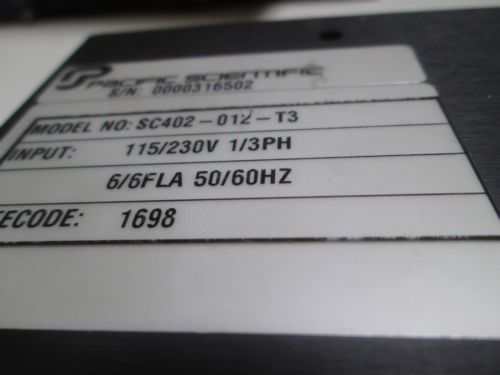 PACIFIC SCIENTIFIC
S/N: 0000316502
MODEL NO: SC402-012-T3
INPUT: 115/230V 1/3PH
6/6FLA 50/60HZ
ECODE: 1698